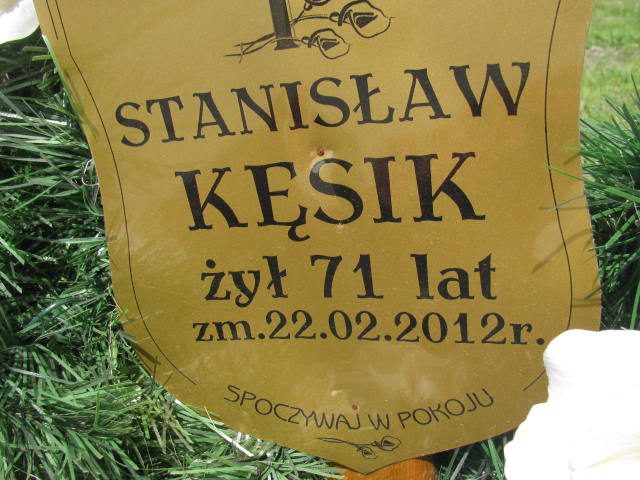 STANISŁAW
KĘSIK
żył 71 lat
zm.22.02.2012r.
SPOCZYWAJ W POKOJU